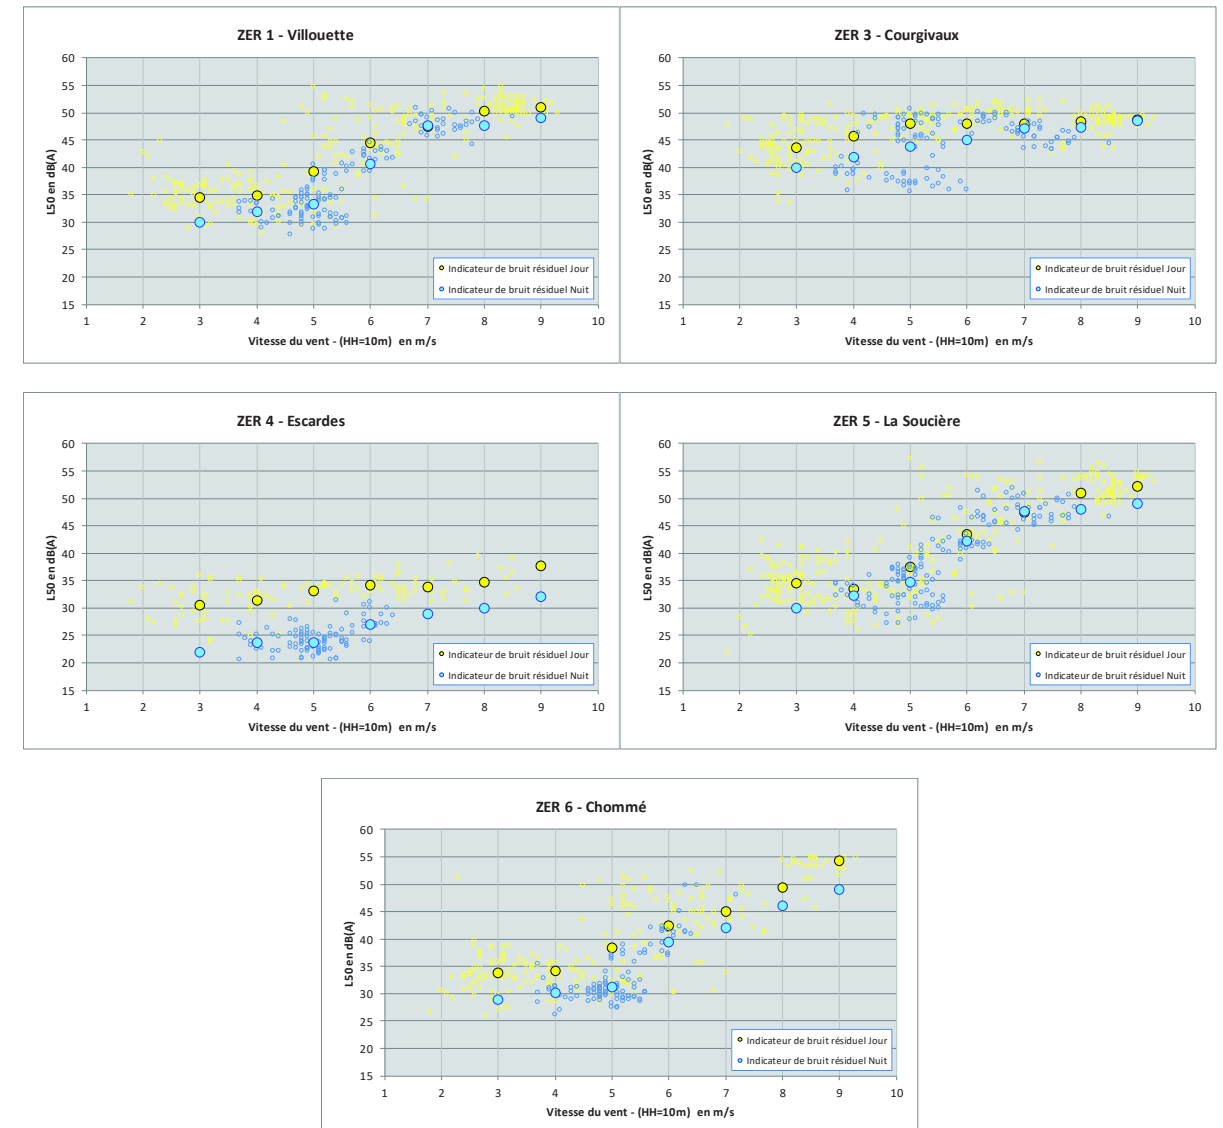 ZER 1 - Villouette
60
55
50
45
40
35
30
25
20
15
L50 en dB(A)
Indicateur de bruit résiduel Jour
Indicateur de bruit résiduel Nuit
1 2 3 4 5 6 7 8 9 10
Vitesse du vent - (HH=10m) en m/s
ZER 3 - Courgivaux
60
55
50
45
40
35
30
25
20
15
L50 en dB(A)
Indicateur de bruit résiduel Jour
Indicateur de bruit résiduel Nuit
1 2 3 4 5 6 7 8 9 10
Vitesse du vent - (HH=10m) en m/s
ZER 4 - Escardes
60
55
50
45
40
35
30
25
20
15
L50 en dB(A)
Indicateur de bruit résiduel Jour
Indicateur de bruit résiduel Nuit
1 2 3 4 5 6 7 8 9 10
Vitesse du vent - (HH=10m) en m/s
ZER 5 - La Soucière
60
55
50
45
40
35
30
25
20
15
L50 en dB(A)
Indicateur de bruit résiduel Jour
Indicateur de bruit résiduel Nuit
1 2 3 4 5 6 7 8 9 10
Vitesse du vent - (HH=10m) en m/s
ZER 6 - Chommé
60
55
50
45
40
35
30
25
20
15
L50 en dB(A)
Indicateur de bruit résiduel Jour
Indicateur de bruit résiduel Nuit
1 2 3 4 5 6 7 8 9 10
Vitesse du vent - (HH=10m) en m/s